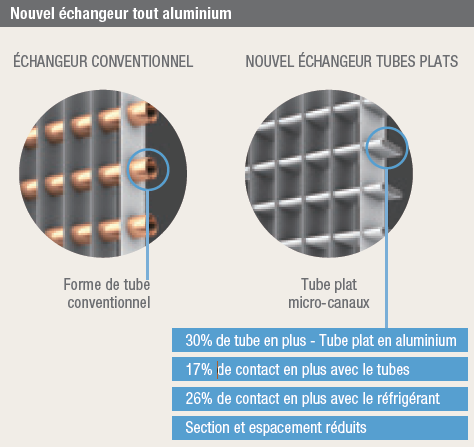 Nouvel échangeur tout aluminium
ÉCHANGEUR CONVENTIONNEL
NOUVEL ÉCHANGEUR TUBES PLATS
Forme de tube
conventionnel
Tube plat
micro-canaux
30% de tube en plus - Tube plat en aluminium
17% de contact en plus avec le tubes
26% de contact en plus avec le réfrigérant
Section et espacement réduits